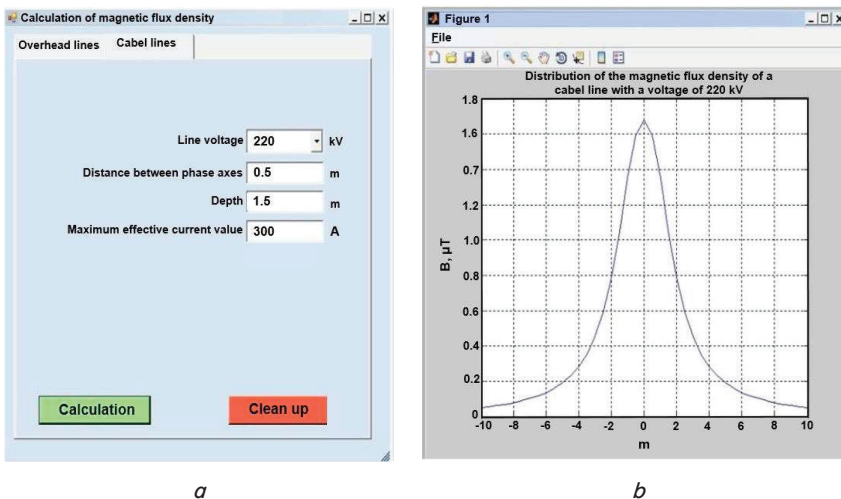 Calculation of magnetic flux density
Overhead lines Cabel lines
Line voltage 220 kV
Distance between phase axes 0.5 m
Depth 1.5 m
Maximum effective current value 300 A
Calculation Clean up
a
Figure 1
File
Distribution of the magnetic flux density of a
cabel line with a voltage of 220 kV
1.8
1.6
0.7
1.2
1.0
0.8
0.6
0.4
0.2
0
B, μT
-10 -8 -6 -4 -2 0 2 4 6 8 10
m
b